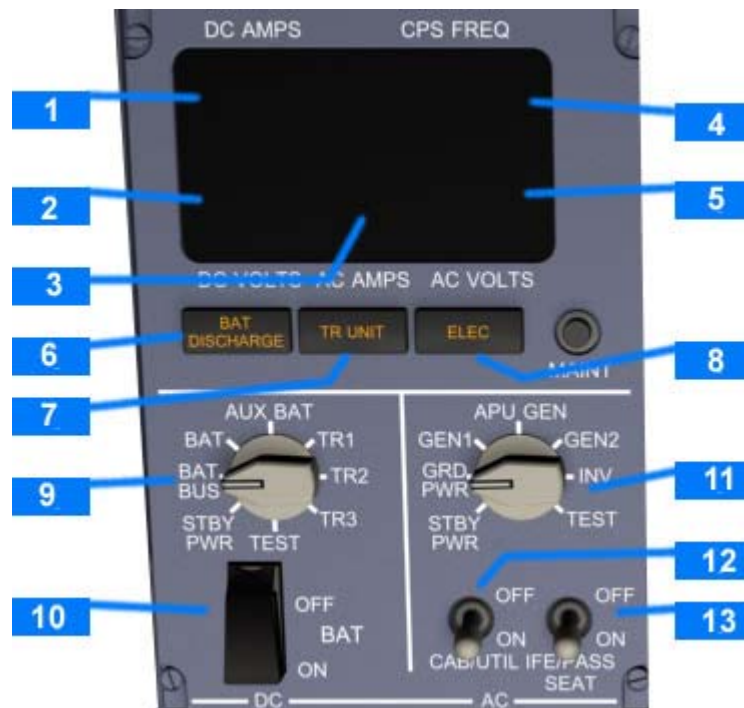 DC AMPS CPS FREQ
1
4
2
5
3
DC VOLTS AC AMPS AC VOLTS
BAT
DISCHARGE
TR UNIT
ELEC
6
MAINT
8
7
AUX BAT
APU GEN
BAT
TR1
GEN1
GEN2
BAT
BUS
TR2
GRD
PWR
INV
9
11
STBY
PWR
TR3
TEST
STBY
PWR
TEST
12
10
OFF
BAT
ON
OFF
ON
OFF
ON
13
CAB/UTIL IFE/PASS
SEAT
DC
AC